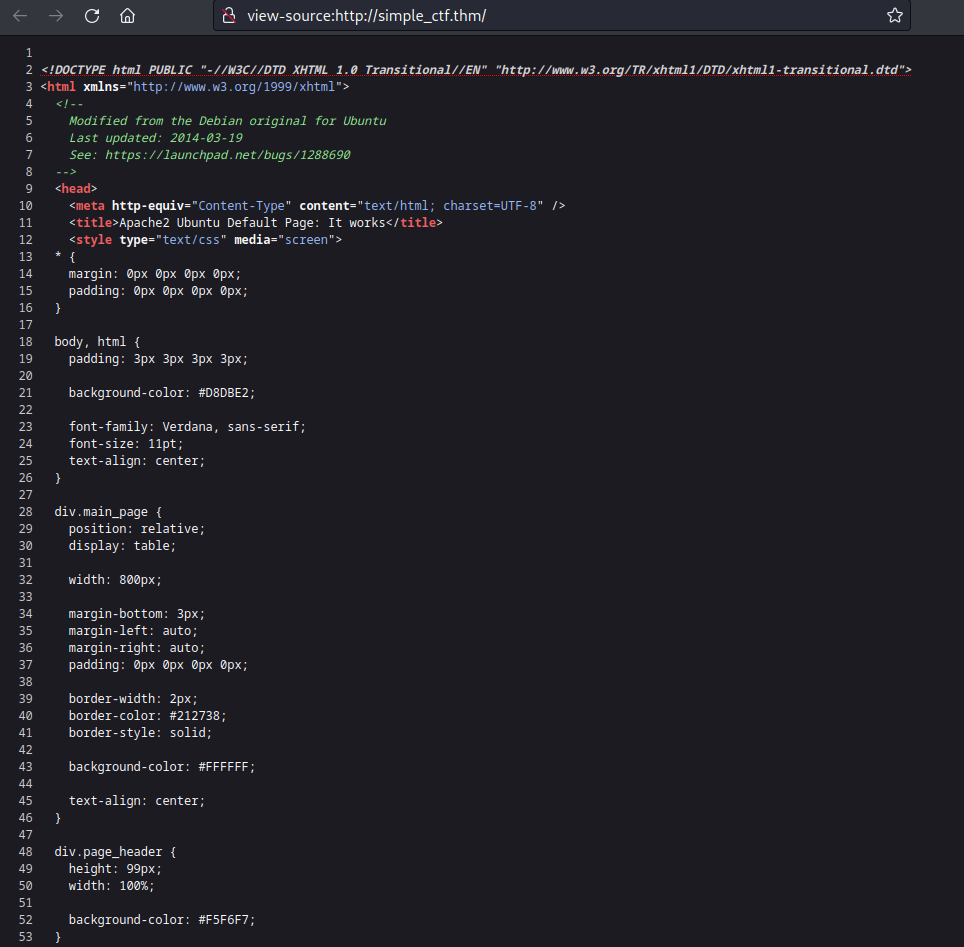 view-source:http://simple_ctf.thm/
1
2 <!DOCTYPE html PUBLIC "-//W3C//DTD XHTML 1.0 Transitional//EN" "http://www.w3.org/TR/xhtml1/DTD/xhtml1-transitional.dtd">
3 <html xmlns="http://www.w3.org/1999/xhtml">
4   <!--
5     Modified from the Debian original for Ubuntu
6     Last updated: 2014-03-19
7     See: https://launchpad.net/bugs/1288690
8   -->
9   <head>
10     <meta http-equiv="Content-Type" content="text/html; charset=UTF-8" />
11     <title>Apache2 Ubuntu Default Page: It works</title>
12     <style type="text/css" media="screen">
13   * {
14     margin: 0px 0px 0px 0px;
15     padding: 0px 0px 0px 0px;
16   }
17
18   body, html {
19     padding: 3px 3px 3px 3px;
20
21     background-color: #D8DBE2;
22
23     font-family: Verdana, sans-serif;
24     font-size: 11pt;
25     text-align: center;
26   }
27
28   div.main_page {
29     position: relative;
30     display: table;
31
32     width: 800px;
33
34     margin-bottom: 3px;
35     margin-left: auto;
36     margin-right: auto;
37     padding: 0px 0px 0px 0px;
38
39     border-width: 2px;
40     border-color: #212738;
41     border-style: solid;
42
43     background-color: #FFFFFF;
44
45     text-align: center;
46   }
47
48   div.page_header {
49     height: 99px;
50     width: 100%;
51
52     background-color: #F5F6F7;
53   }